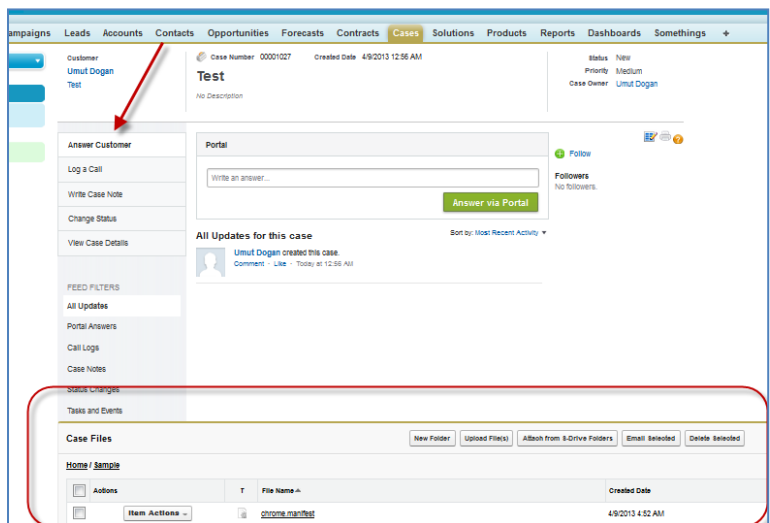 ampaigns Leads Accounts Contacts Opportunities Forecasts Contracts Cases Solutions Products Reports Dashboards Somethings +
Customer
Umut Dogan
Test
Case Number 00001027 Created Date 4/9/2013 12:56 AM
Test
No Description
Status New
Priority Medium
Case Owner Umut Dogan
Answer Customer
Log a Call
Write Case Note
Change Status
View Case Details
Portal
Write an answer...
Answer via Portal
Follow
Followers
No followers.
All Updates for this case
Sort by: Most Recent Activity
Umut Dogan created this case.
Comment · Like · Today at 12:56 AM
FEED FILTERS
All Updates
Portal Answers
Call Logs
Case Notes
Status Changes
Tasks and Events
Case Files
New Folder Upload File(s) Attach from S-Drive Folders Email Selected Delete Selected
Home / Sample
Actions T File Name Created Date
Item Actions chrome.manifest 4/9/2013 4:52 AM